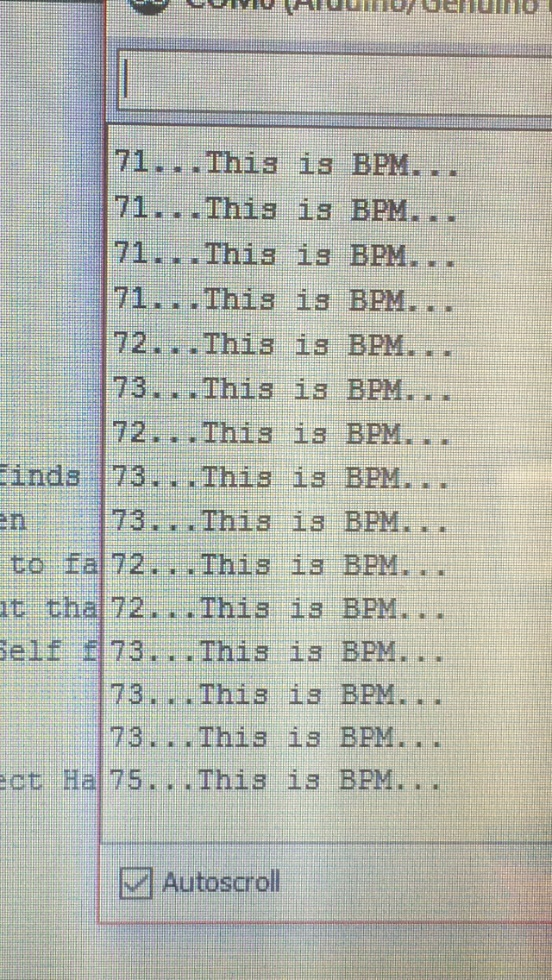 (Arduino/Genuino
71...This is BPM...
71...This is BPM...
71...This is BPM...
71...This is BPM...
72...This is BPM...
73...This is BPM...
72...This is BPM...
finds
73...This is BPM...
en
73...This is BPM...
to fa
72...This is BPM...
ut tha
72...This is BPM...
Self f
73...This is BPM...
73...This is BPM...
73...This is BPM...
ect Ha
75...This is BPM...
Autoscroll